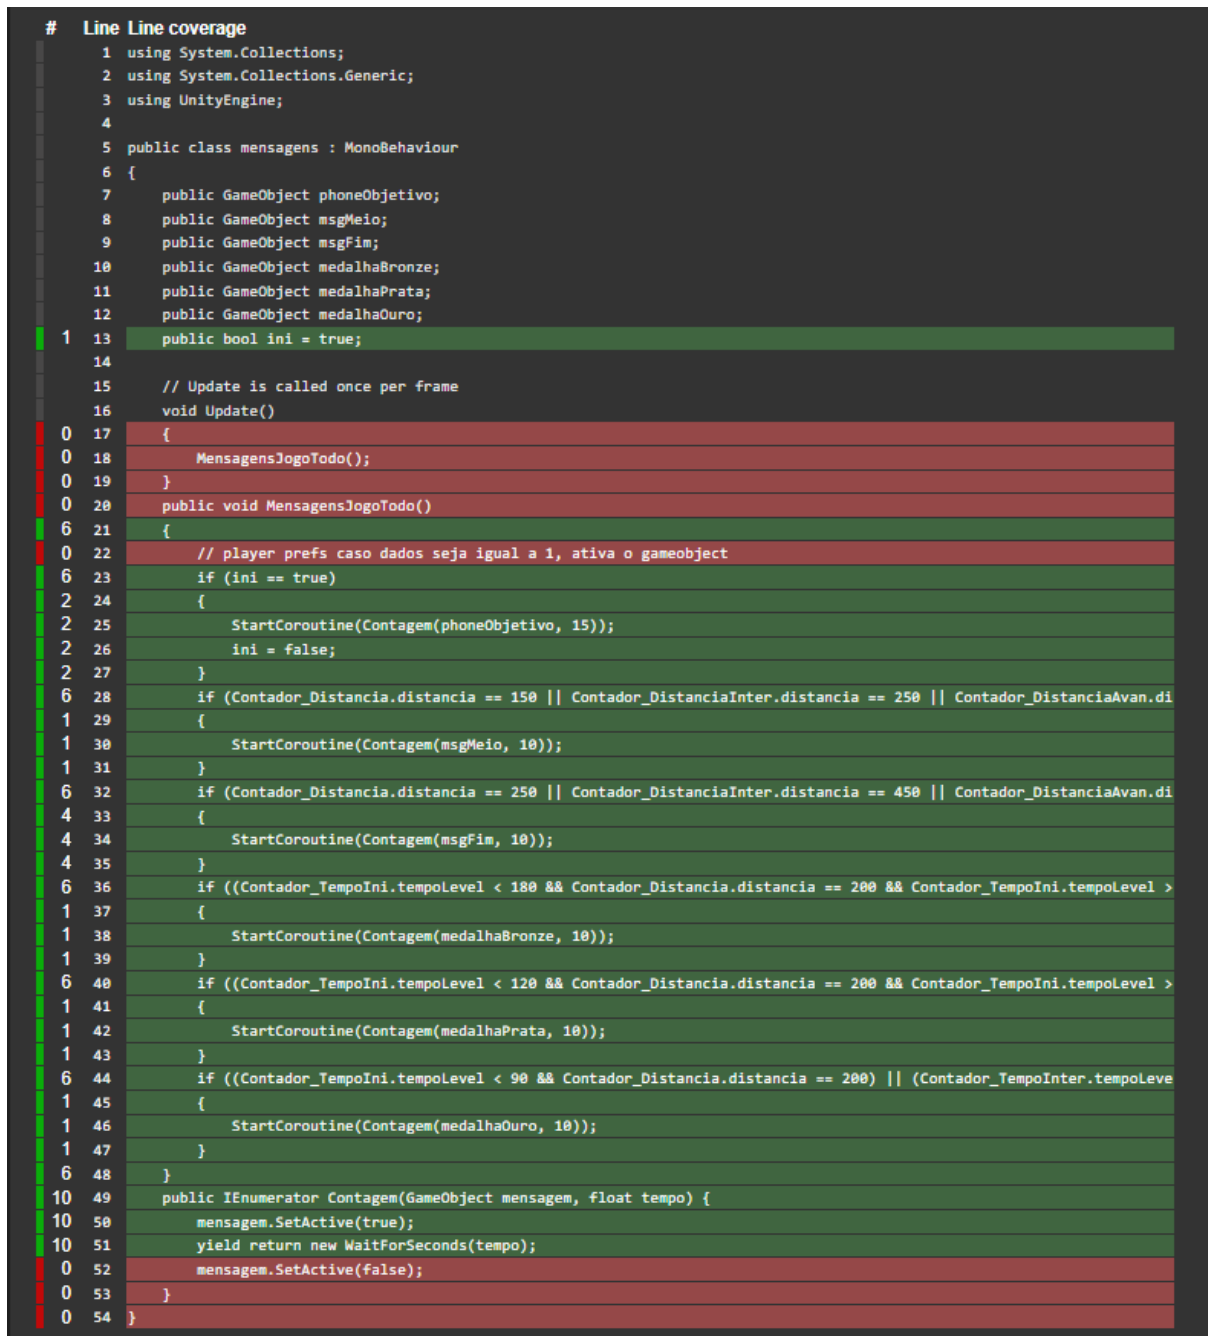 # Line Line coverage
1 using System.Collections;
2 using System.Collections.Generic;
3 using UnityEngine;
4
5 public class mensagens : MonoBehaviour
6 {
7 public GameObject phoneObjetivo;
8 public GameObject msgMeio;
9 public GameObject msgFim;
10 public GameObject medalhaBronze;
11 public GameObject medalhaPrata;
12 public GameObject medalhaOuro;
1 13 public bool ini = true;
14
15 // Update is called once per frame
16 void Update()
0 17 {
0 18 MensagensJogoTodo();
0 19 }
0 20 public void MensagensJogoTodo()
6 21 {
0 22 // player prefs caso dados seja igual a 1, ativa o gameobject
6 23 if (ini == true)
2 24 {
2 25 StartCoroutine(Contagem(phoneObjetivo, 15));
2 26 ini = false;
2 27 }
6 28 if (Contador_Distancia.distancia == 150 || Contador_DistanciaInter.distancia == 250 || Contador_DistanciaAvan.di
1 29 {
1 30 StartCoroutine(Contagem(msgMeio, 10));
1 31 }
6 32 if (Contador_Distancia.distancia == 250 || Contador_DistanciaInter.distancia == 450 || Contador_DistanciaAvan.di
4 33 {
4 34 StartCoroutine(Contagem(msgFim, 10));
4 35 }
6 36 if ((Contador_TempoIni.tempoLevel < 180 && Contador_Distancia.distancia == 200 && Contador_TempoIni.tempoLevel >
1 37 {
1 38 StartCoroutine(Contagem(medalhaBronze, 10));
1 39 }
6 40 if ((Contador_TempoIni.tempoLevel < 120 && Contador_Distancia.distancia == 200 && Contador_TempoIni.tempoLevel >
1 41 {
1 42 StartCoroutine(Contagem(medalhaPrata, 10));
1 43 }
6 44 if ((Contador_TempoIni.tempoLevel < 90 && Contador_Distancia.distancia == 200) || (Contador_TempoInter.tempoLeve
1 45 {
1 46 StartCoroutine(Contagem(medalhaOuro, 10));
1 47 }
6 48 }
10 49 public IEnumerator Contagem(GameObject mensagem, float tempo) {
10 50 mensagem.SetActive(true);
10 51 yield return new WaitForSeconds(tempo);
0 52 mensagem.SetActive(false);
0 53 }
0 54 }